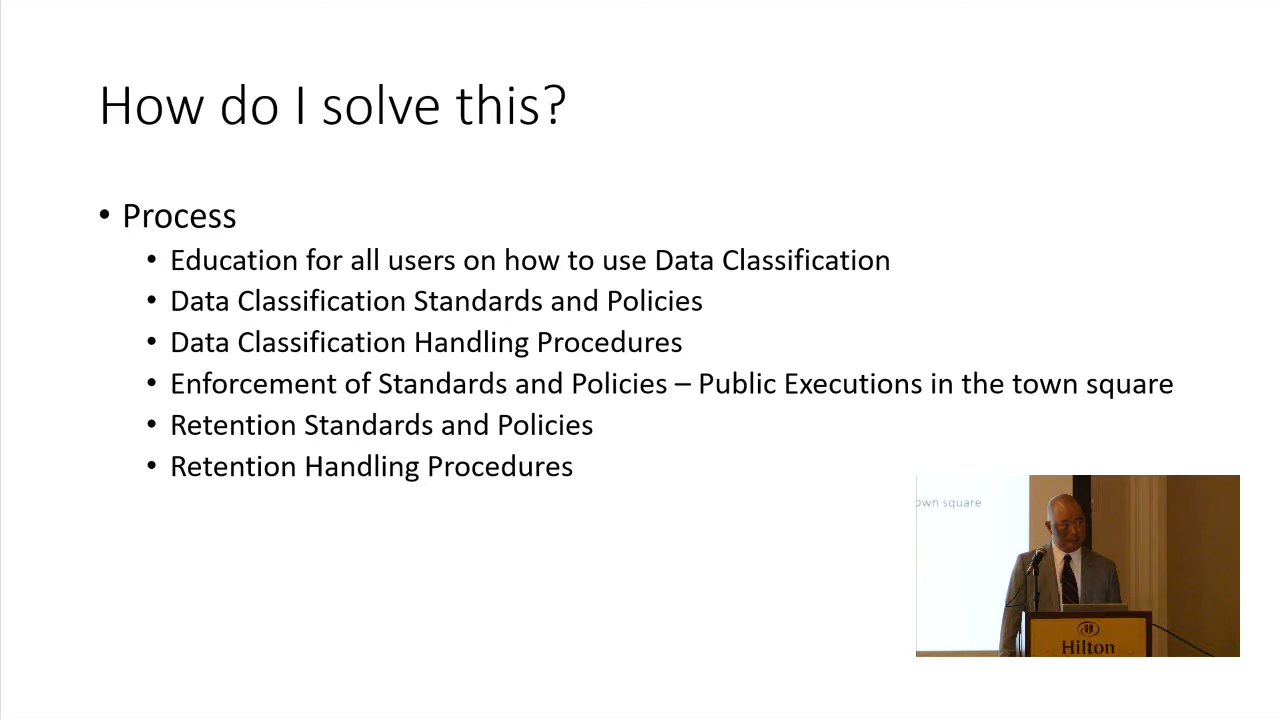 How do I solve this?
• Process
• Education for all users on how to use Data Classification
• Data Classification Standards and Policies
• Data Classification Handling Procedures
• Enforcement of Standards and Policies – Public Executions in the town square
• Retention Standards and Policies
• Retention Handling Procedures
own square
Hilton